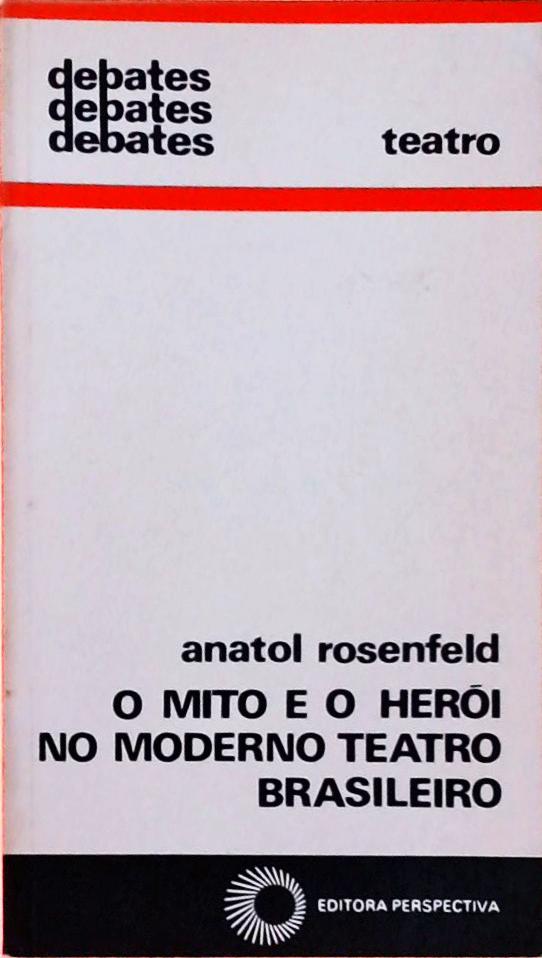 debates
debates
debates
teatro
anatol rosenfeld
O MITO E O HERÓI
NO MODERNO TEATRO
BRASILEIRO
EDITORA PERSPECTIVA